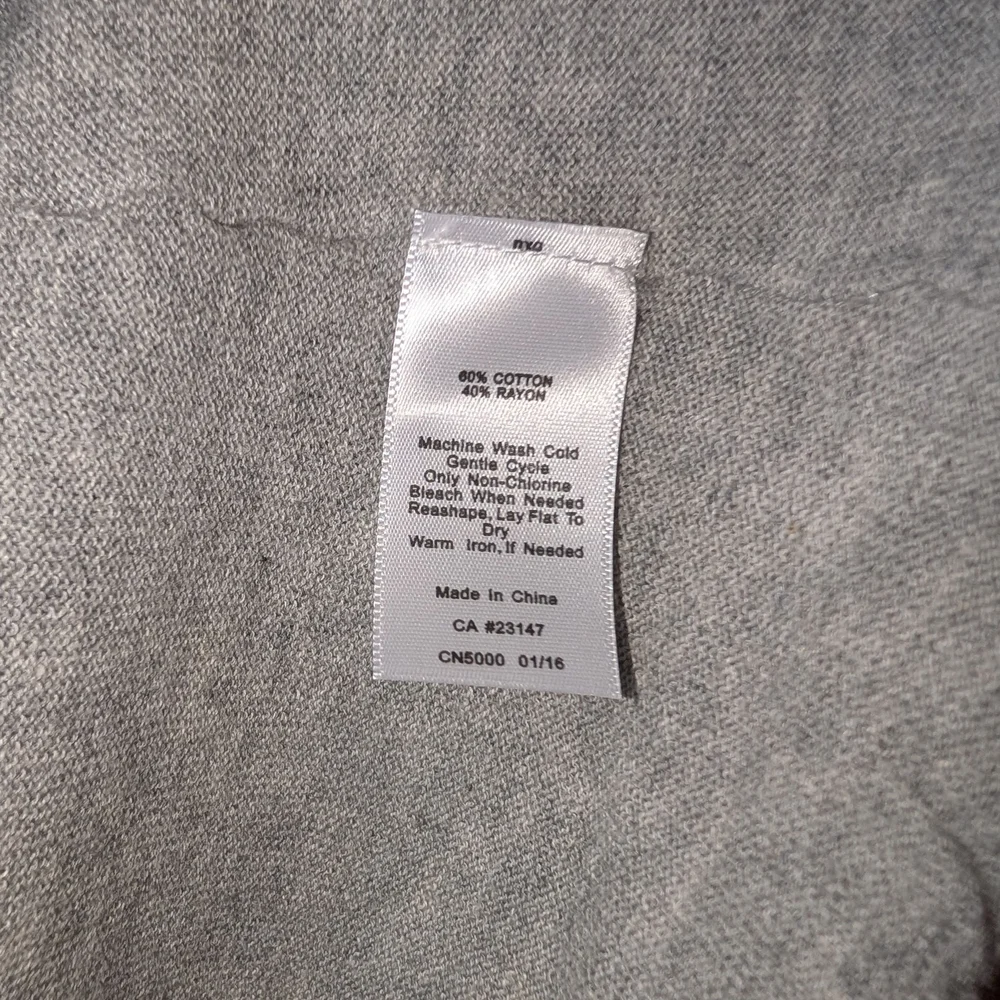 60% COTTON
40% RAYON
Machine Wash Cold
Gentle Cycle
Only Non-Chlorine
Bleach When Needed
Reashape, Lay Flat To
Dry
Warm Iron, If Needed
Made in China
CA #23147
CN5000 01/16